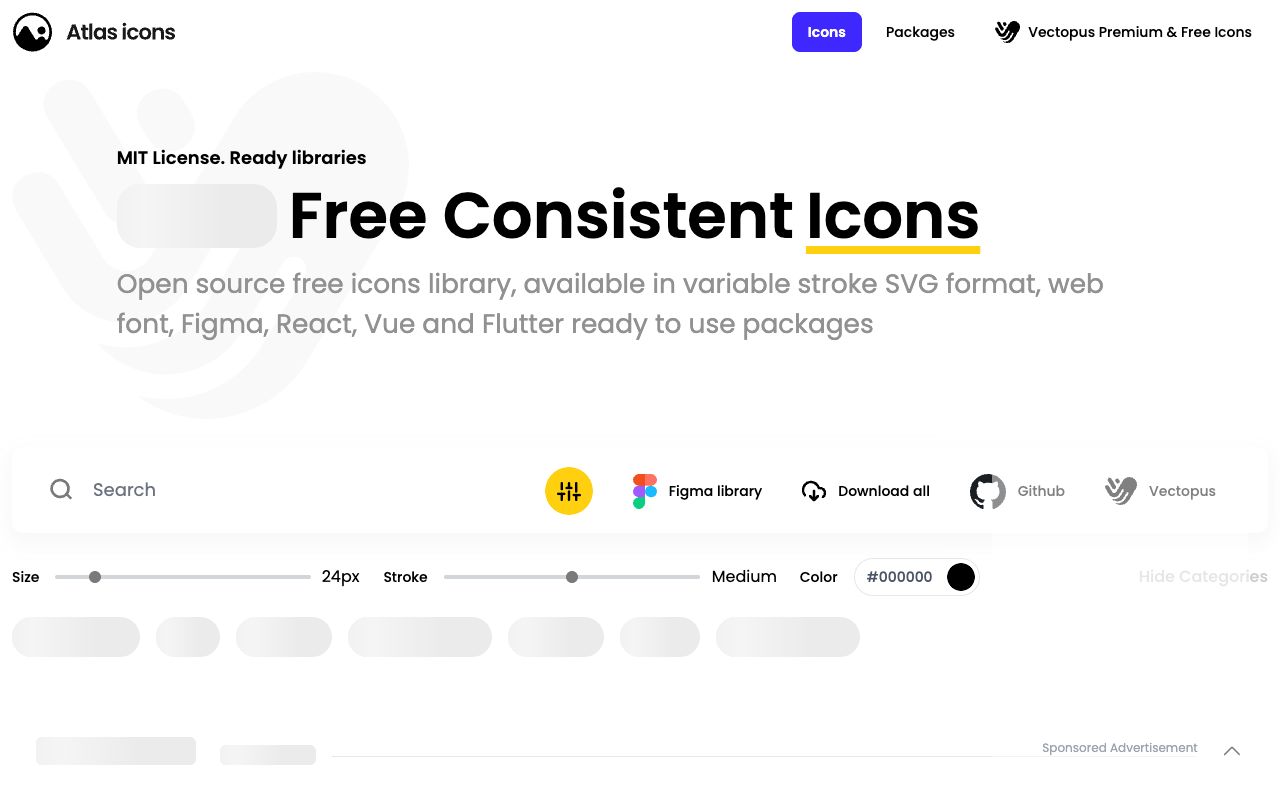 Atlas icons
Icons
Packages
Vectopus Premium & Free Icons
MIT License. Ready libraries
Free Consistent Icons
Open source free icons library, available in variable stroke SVG format, web
font, Figma, React, Vue and Flutter ready to use packages
Search
Figma library
Download all
Github
Vectopus
Size
24px
Stroke
Medium
Color
#000000
Hide Categories
Sponsored Advertisement